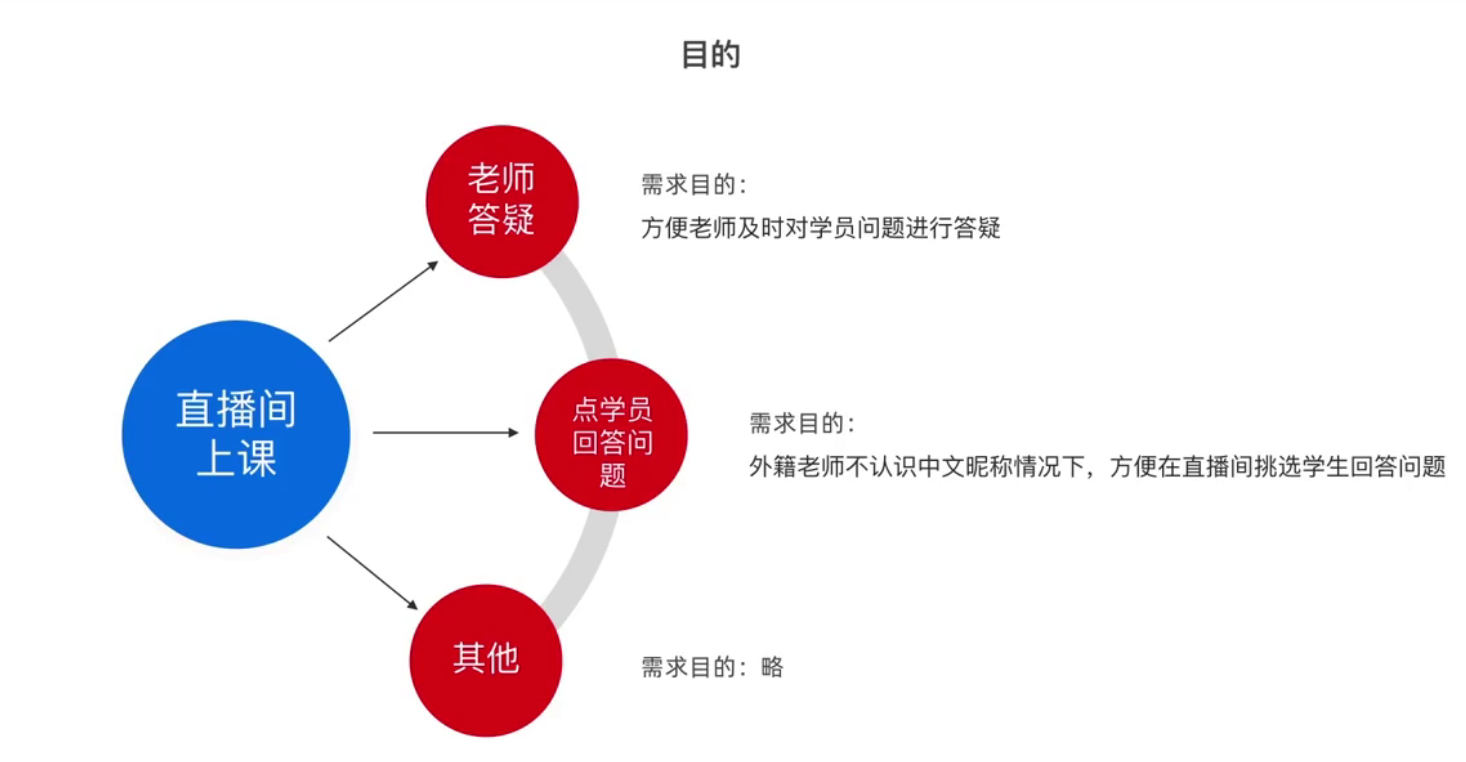 目的
老师
答疑
需求目的：
方便老师及时对学员问题进行答疑
直播间
上课
点学员
回答问
题
需求目的：
外籍老师不认识中文昵称情况下，方便在直播间挑选学生回答问题
其他
需求目的：略